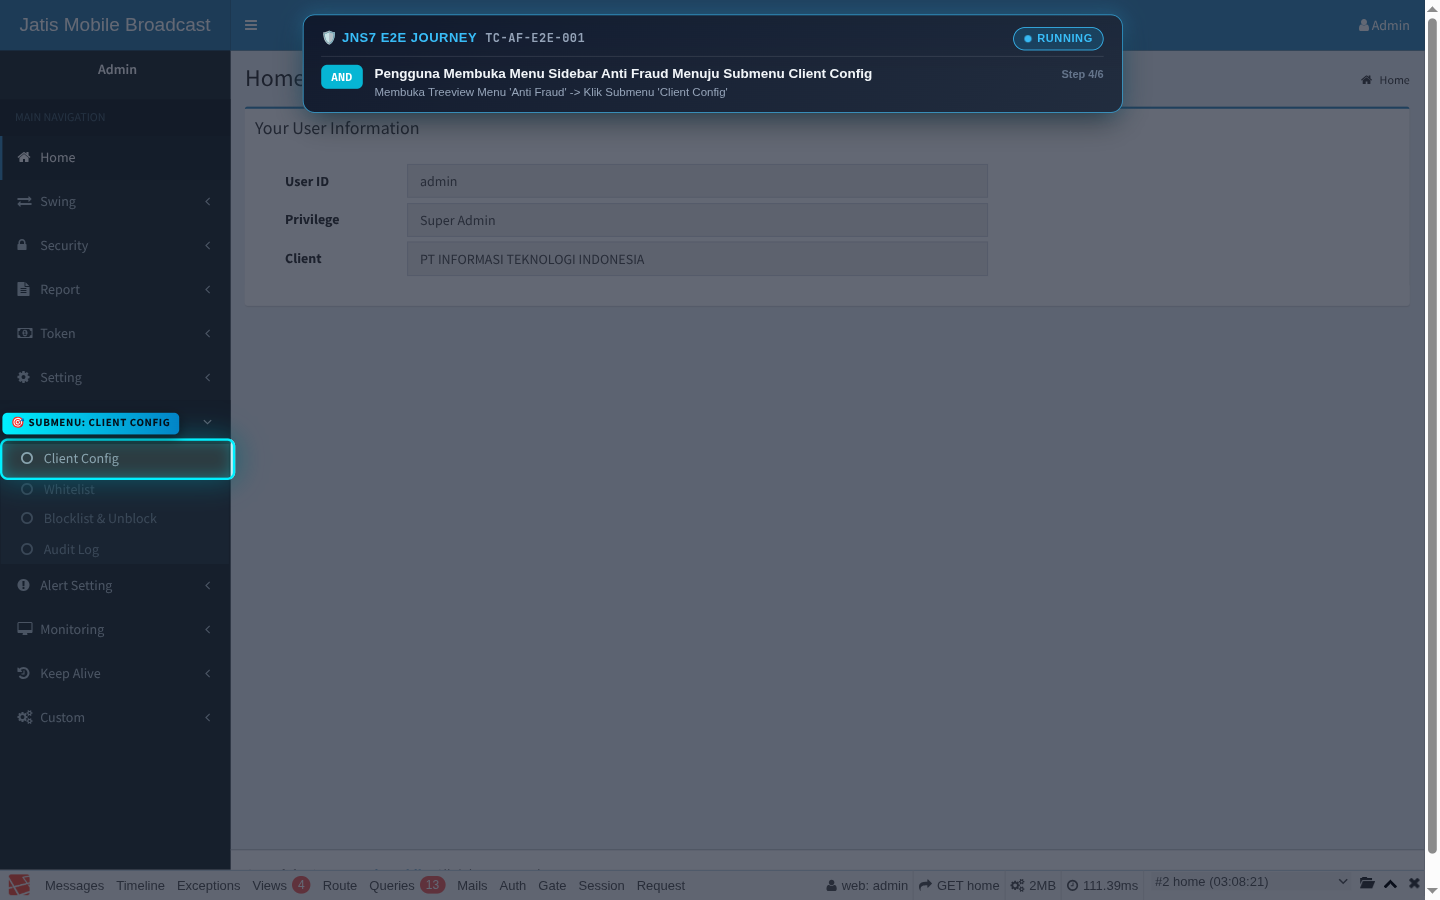 Jatis Mobile Broadcast
Admin
JNS7 E2E JOURNEY TC-AF-E2E-001
RUNNING
AND
Pengguna Membuka Menu Sidebar Anti Fraud Menuju Submenu Client Config
Step 4/6
Membuka Treeview Menu 'Anti Fraud' -> Klik Submenu 'Client Config'
Admin
Home
Home
MAIN NAVIGATION
Your User Information
Home
User ID
admin
Swing
Privilege
Super Admin
Security
Client
PT INFORMASI TEKNOLOGI INDONESIA
Report
Token
Setting
SUBMENU: CLIENT CONFIG
Client Config
Whitelist
Blocklist & Unblock
Audit Log
Alert Setting
Monitoring
Keep Alive
Custom
Messages Timeline Exceptions Views 4 Route Queries 13 Mails Auth Gate Session Request
web: admin GET home 2MB 111.39ms #2 home (03:08:21)